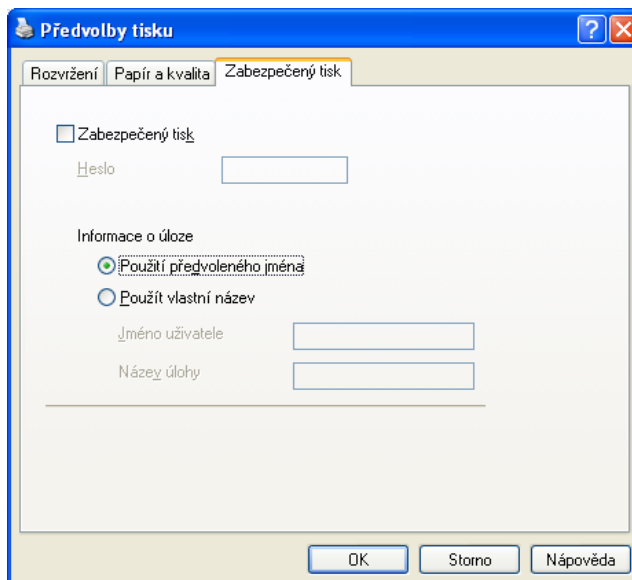 Předvolby tisku
Rozvržení Papír a kvalita Zabezpečený tisk
Zabezpečený tisk
Heslo
Informace o úloze
Použití předvoleného jména
Použít vlastní název
Jméno uživatele
Název úlohy
OK Storno Nápověda